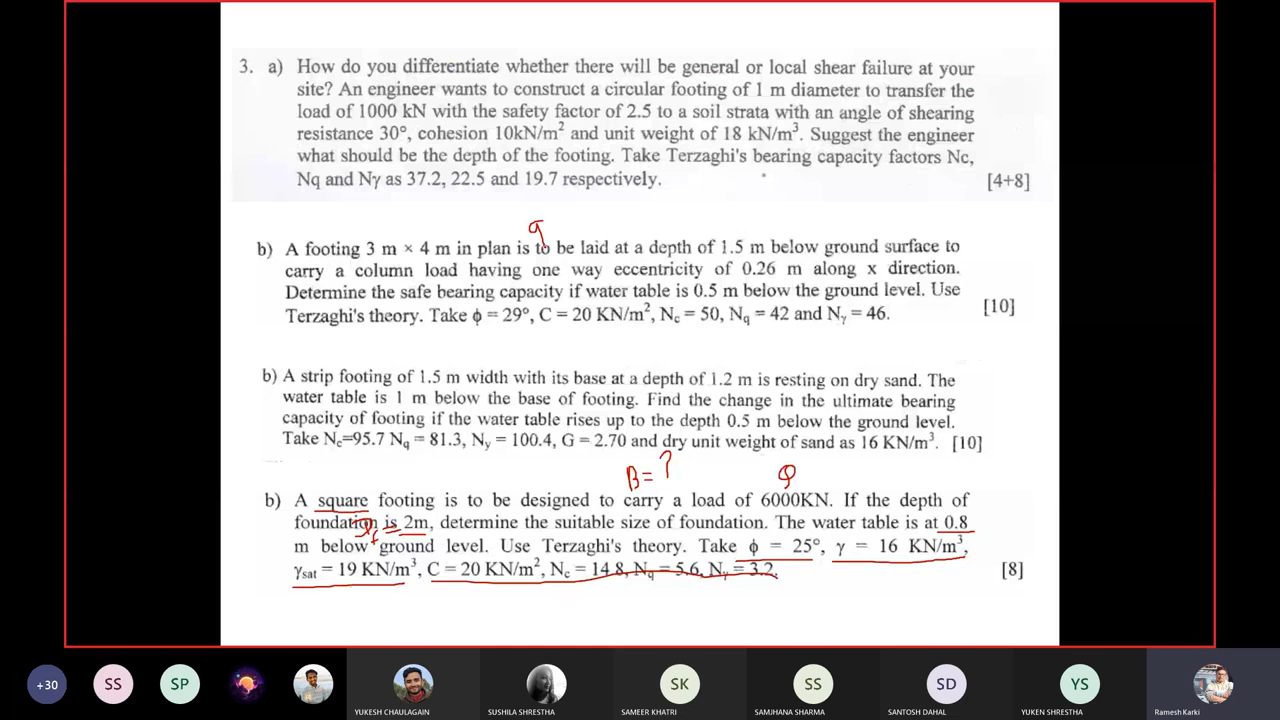 3. a) How do you differentiate whether there will be general or local shear failure at your
site? An engineer wants to construct a circular footing of 1 m diameter to transfer the
load of 1000 kN with the safety factor of 2.5 to a soil strata with an angle of shearing
resistance 30°, cohesion 10kN/m² and unit weight of 18 kN/m³. Suggest the engineer
what should be the depth of the footing. Take Terzaghi's bearing capacity factors Nc,
Nq and Nγ as 37.2, 22.5 and 19.7 respectively. [4+8]
q
b) A footing 3 m × 4 m in plan is to be laid at a depth of 1.5 m below ground surface to
carry a column load having one way eccentricity of 0.26 m along x direction.
Determine the safe bearing capacity if water table is 0.5 m below the ground level. Use
Terzaghi's theory. Take ϕ = 29°, C = 20 KN/m², Nc = 50, Nq = 42 and Nγ = 46. [10]
b) A strip footing of 1.5 m width with its base at a depth of 1.2 m is resting on dry sand. The
water table is 1 m below the base of footing. Find the change in the ultimate bearing
capacity of footing if the water table rises up to the depth 0.5 m below the ground level.
Take Nc=95.7 Nq = 81.3, Nγ = 100.4, G = 2.70 and dry unit weight of sand as 16 KN/m³. [10]
B = ? φ
b) A square footing is to be designed to carry a load of 6000KN. If the depth of
foundation is 2m, determine the suitable size of foundation. The water table is at 0.8
Df =
m below ground level. Use Terzaghi's theory. Take ϕ = 25°, γ = 16 KN/m³,
γsat = 19 KN/m³, C = 20 KN/m², Nc = 14.8, Nq = 5.6, Nγ = 3.2. [8]
+30 SS SP SK SS SD YS
YUKESH CHAULAGAIN SUSHILA SHRESTHA SAMEER KHATRI SAMJHANA SHARMA SANTOSH DAHAL YUKEN SHRESTHA Ramesh Karki